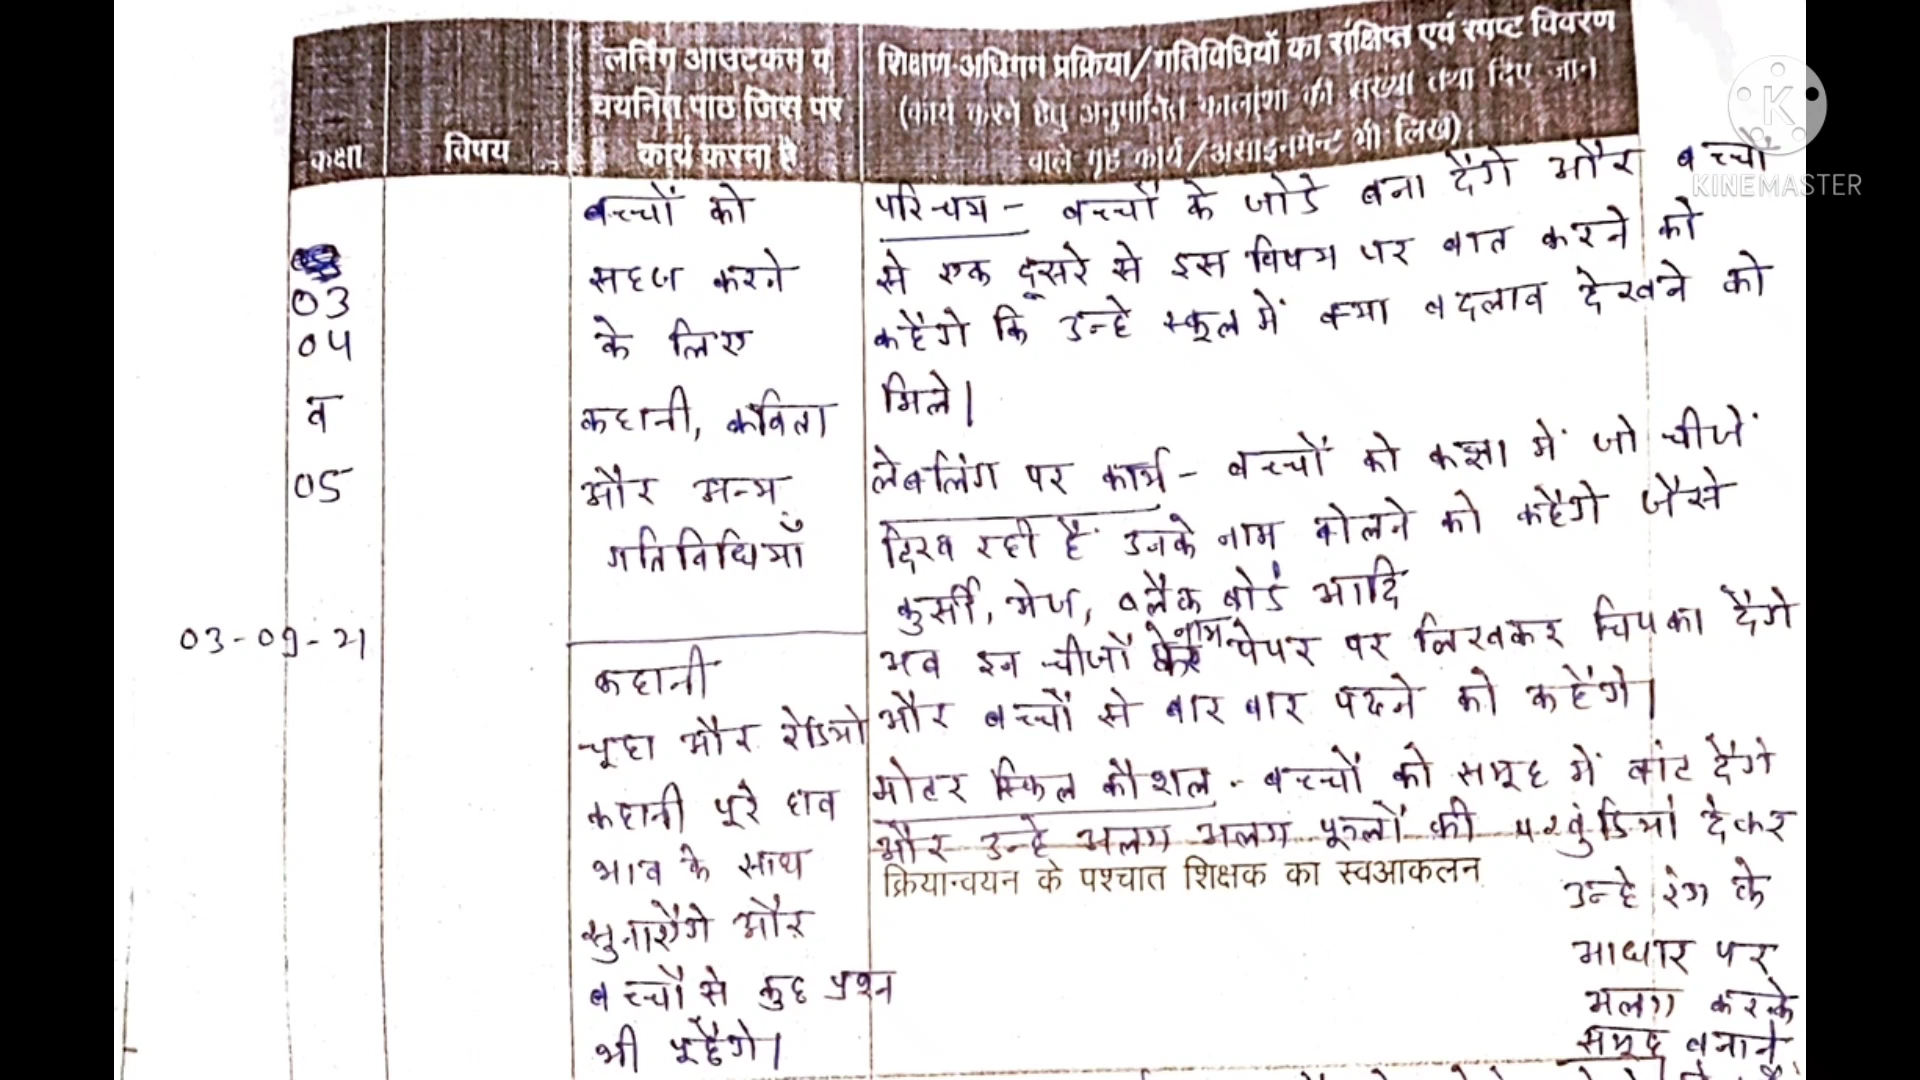 कक्षा
विषय
लर्निंग आउटकम व
चयनित पाठ जिस पर
कार्य करना है
शिक्षण-अधिगम प्रक्रिया/गतिविधियों का संक्षिप्त एवं स्पष्ट विवरण
(कार्य करने हेतु अनुमानित कालांशों की संख्या तथा दिए जाने
वाले गृह कार्य/असाइनमेन्ट भी लिखें)
KINEMASTER
03
04
व
05
03-09-21
बच्चों को
सहज करने
के लिए
कहानी, कविता
और अन्य
गतिविधियाँ
कहानी
चूहा और रेडियो
कहानी पूरे हाव
भाव के साथ
सुनाऐंगे और
बच्चों से कुछ प्रश्न
भी पूछेंगे।
परिचय - बच्चों के जोडे बना देंगे और बच्चों
से एक दूसरे से इस विषय पर बात करने को
कहेंगे कि उन्हे स्कूल में क्या बदलाव देखने को
मिले।
लेबलिंग पर कार्य - बच्चों को कक्षा में जो चीजें
दिख रही हैं उनके नाम बोलने को कहेंगे जैसे
कुर्सी, मेज, ब्लैक बोर्ड आदि
अब इन चीजों के नाम पेपर पर लिखकर चिपका देंगे
और बच्चों से बार बार पढने को कहेंगे।
मोटर स्किल कौशल - बच्चों को समूह में बांट देंगे
और उन्हे अलग अलग फूलों की पंखुडियां देकर
क्रियान्वयन के पश्चात शिक्षक का स्वआकलन
उन्हे रंग के
आधार पर
अलग करके
समूह बनाने